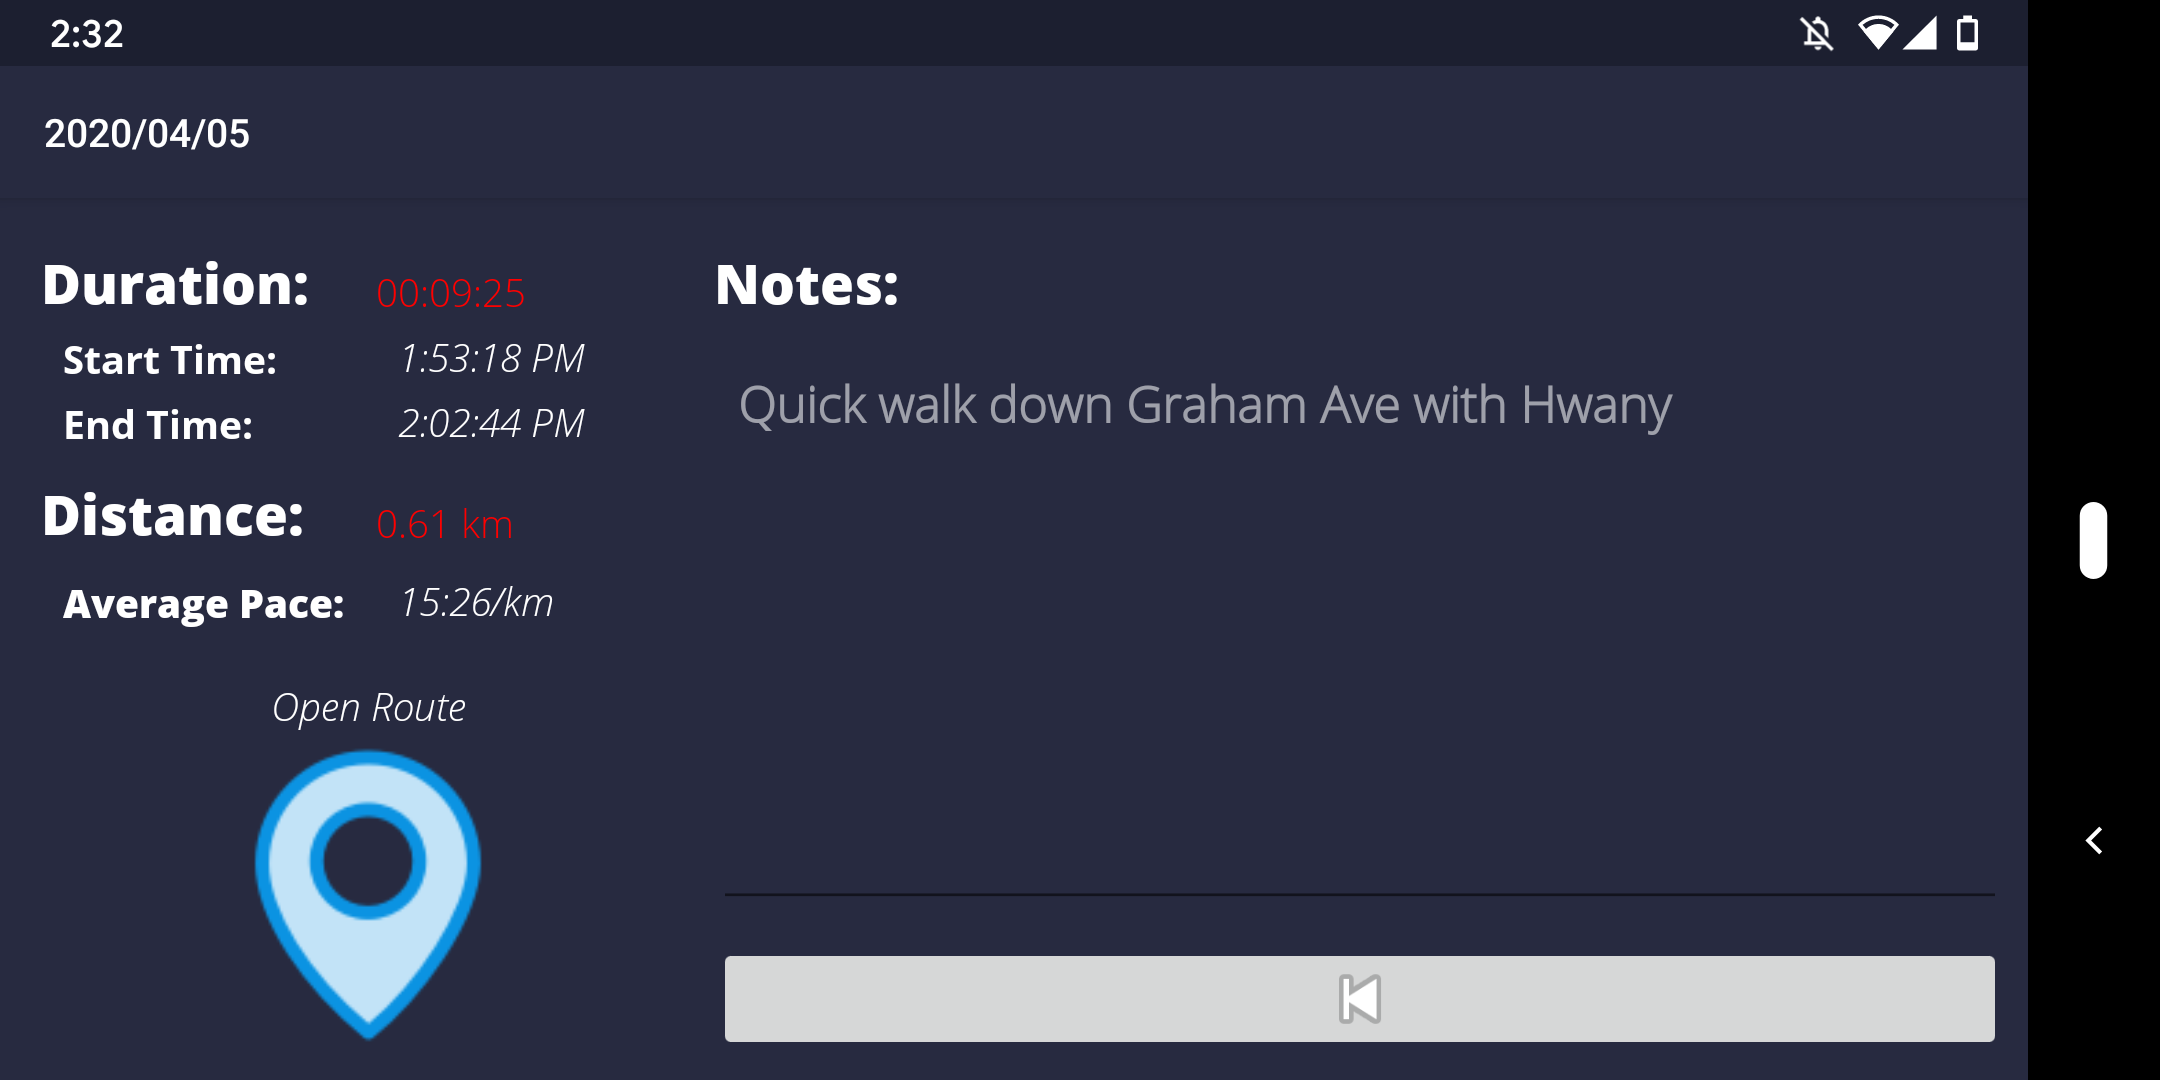 2:32
2020/04/05
Duration: 00:09:25
Start Time: 1:53:18 PM
End Time: 2:02:44 PM
Distance: 0.61 km
Average Pace: 15:26/km
Open Route
Notes:
Quick walk down Graham Ave with Hwany